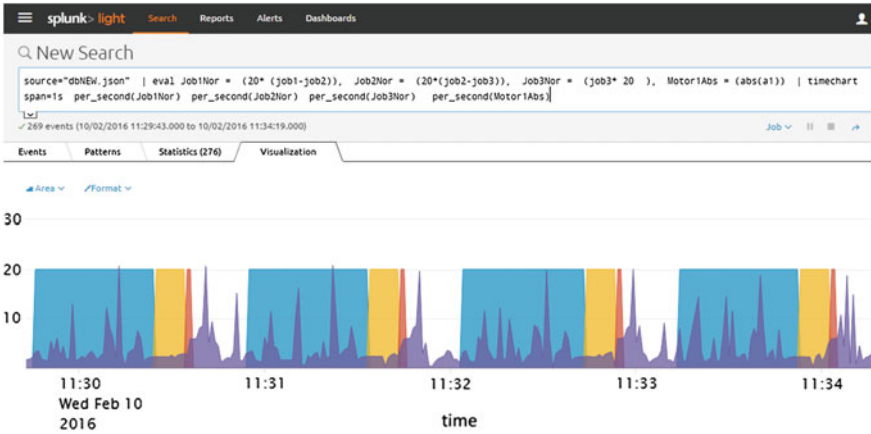 splunk> light Search Reports Alerts Dashboards
New Search
source="dbNEW.json" | eval Job1Nor = (20* (job1-job2)), Job2Nor = (20*(job2-job3)), Job3Nor = (job3* 20 ), Motor1Abs = (abs(a1)) | timechart
span=1s per_second(Job1Nor) per_second(Job2Nor) per_second(Job3Nor) per_second(Motor1Abs)
✓ 269 events (10/02/2016 11:29:43.000 to 10/02/2016 11:34:19.000) Job
Events Patterns Statistics (276) Visualization
Area Format
30
20
10
11:30 11:31 11:32 11:33 11:34
Wed Feb 10
2016
time